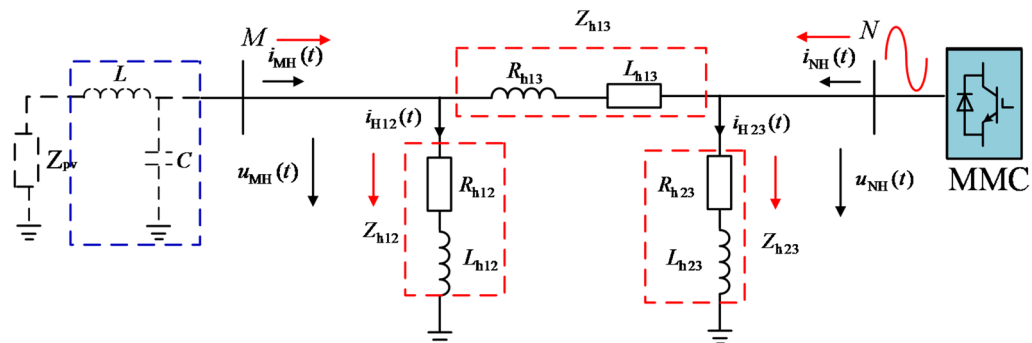 M
N
Z_h13
i_MH(t)
i_NH(t)
L
R_h13
L_h13
i_H12(t)
i_H23(t)
Z_pv
C
u_MH(t)
R_h12
R_h23
u_NH(t)
MMC
Z_h12
L_h12
L_h23
Z_h23